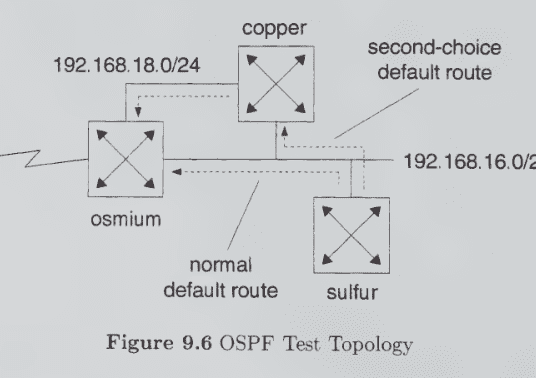 copper
192.168.18.0/24
second-choice
default route
192.168.16.0/2
osmium
normal
default route
sulfur
Figure 9.6 OSPF Test Topology